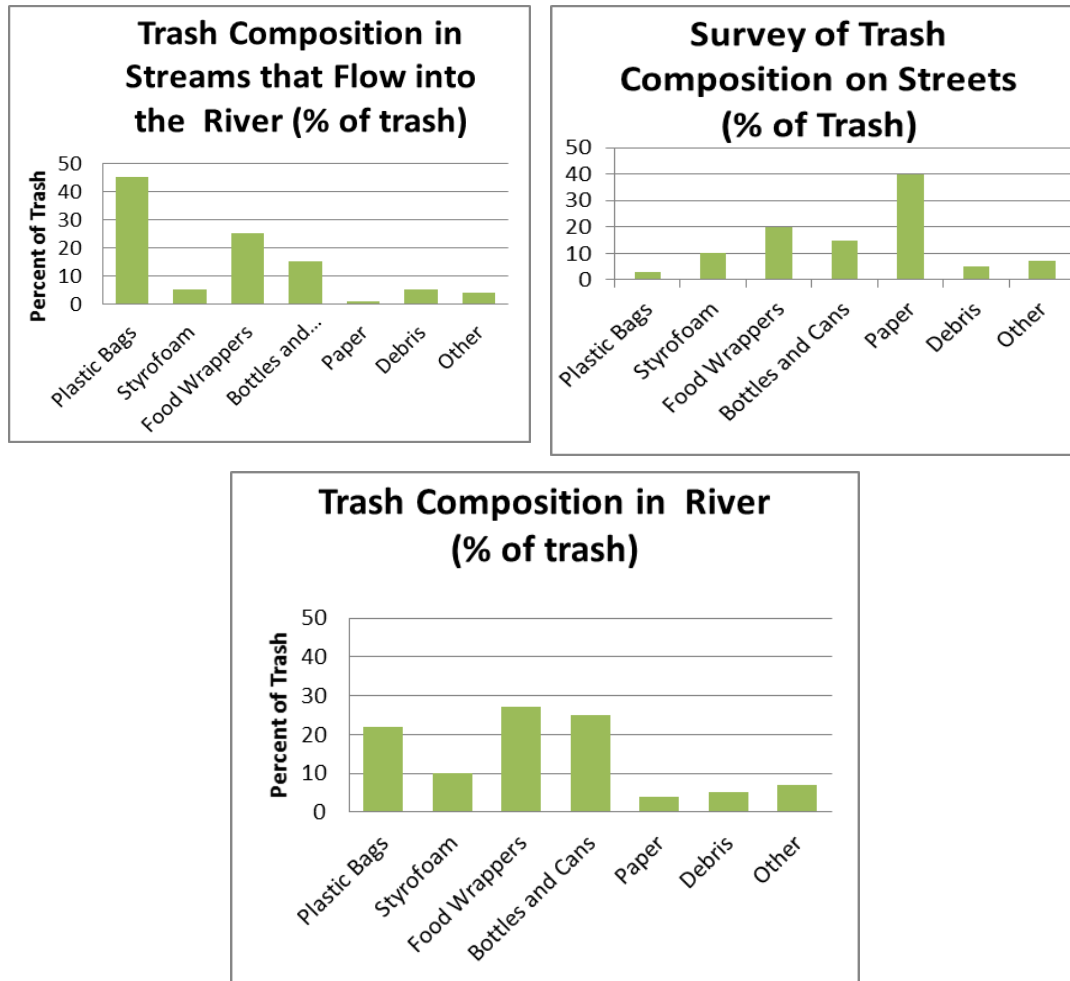 Trash Composition in
Streams that Flow into
the River (% of trash)
Percent of Trash
50
40
30
20
10
0
Plastic Bags
Styrofoam
Food Wrappers
Bottles and...
Paper
Debris
Other
Survey of Trash
Composition on Streets
(% of Trash)
50
40
30
20
10
0
Plastic Bags
Styrofoam
Food Wrappers
Bottles and Cans
Paper
Debris
Other
Trash Composition in River
(% of trash)
Percent of Trash
50
40
30
20
10
0
Plastic Bags
Styrofoam
Food Wrappers
Bottles and Cans
Paper
Debris
Other